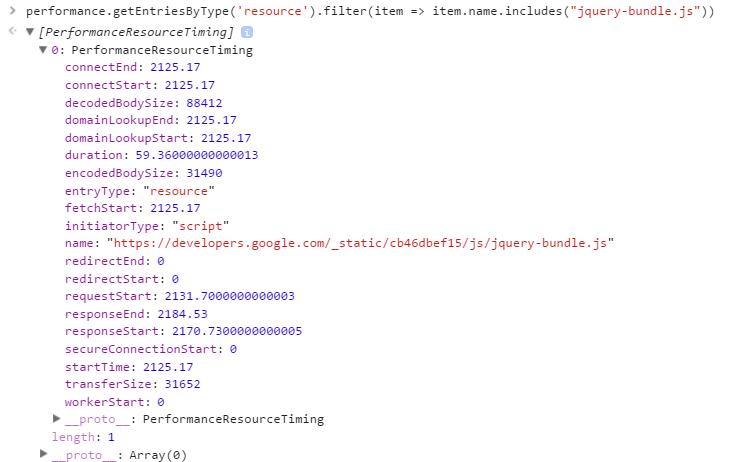 > performance.getEntriesByType('resource').filter(item => item.name.includes("jquery-bundle.js"))
[PerformanceResourceTiming] i
0: PerformanceResourceTiming
connectEnd: 2125.17
connectStart: 2125.17
decodedBodySize: 88412
domainLookupEnd: 2125.17
domainLookupStart: 2125.17
duration: 59.36000000000013
encodedBodySize: 31490
entryType: "resource"
fetchStart: 2125.17
initiatorType: "script"
name: "https://developers.google.com/_static/cb46dbef15/js/jquery-bundle.js"
redirectEnd: 0
redirectStart: 0
requestStart: 2131.7000000000003
responseEnd: 2184.53
responseStart: 2170.7300000000005
secureConnectionStart: 0
startTime: 2125.17
transferSize: 31652
workerStart: 0
__proto__: PerformanceResourceTiming
length: 1
__proto__: Array(0)